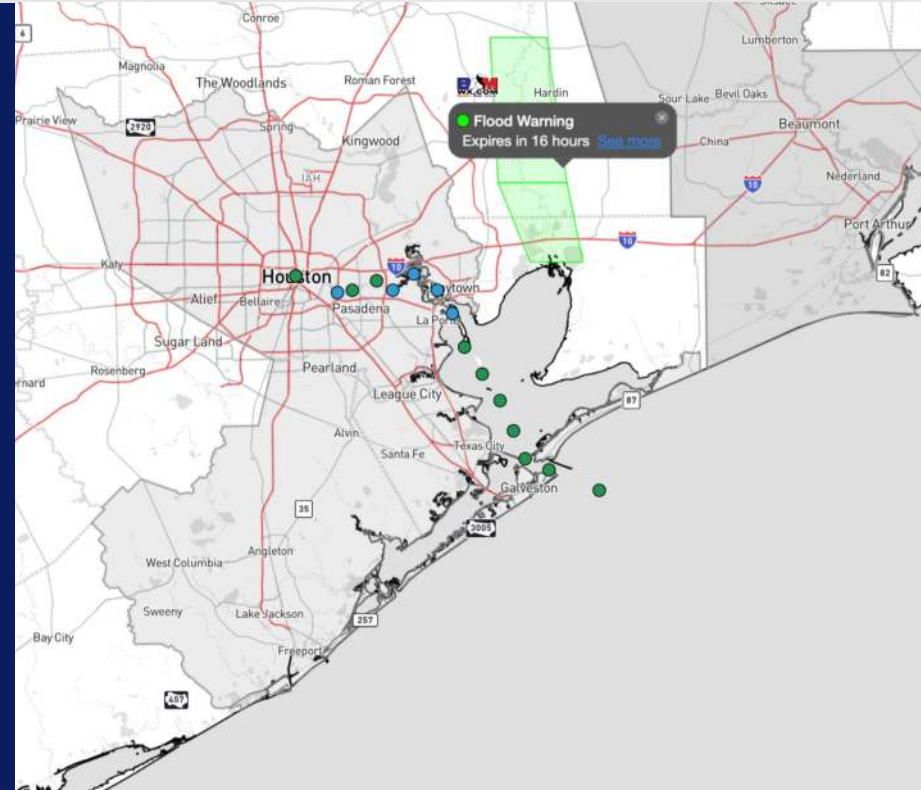 Conroe
6
Lumberton
Magnolia
The Woodlands
Roman Forest
Hardin
Sour Lake
Bevil Oaks
WX.COM
Flood Warning
Expires in 16 hours See more
Prairie View
2920
Spring
Kingwood
China
Beaumont
IAH
10
Nederland
Port Arthur
10
82
Katy
Houston
10
Alief
Bellaire
Pasadena
La Porte
Sugar Land
Rosenberg
Pearland
League City
87
Alvin
Santa Fe
Texas City
Galveston
35
3005
Angleton
West Columbia
Sweeny
Lake Jackson
257
Bay City
Freeport
457